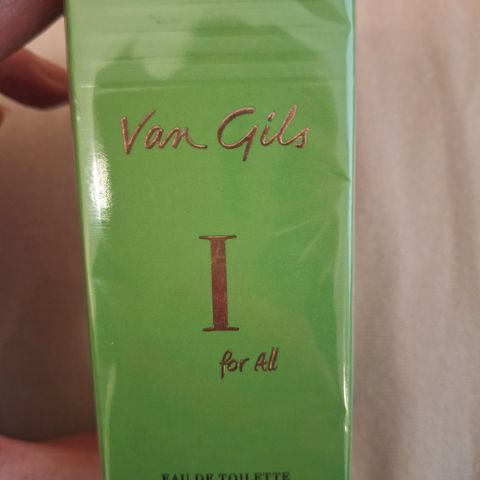 Van Gils
I
for All
EAU DE TOILETTE